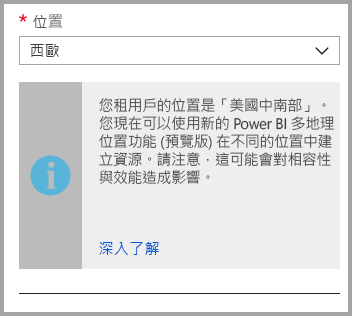 * 位置
西歐
您租用戶的位置是「美國中南部」。
您現在可以使用新的 Power BI 多地理
位置功能 (預覽版) 在不同的位置中建
立資源。請注意，這可能會對相容性
與效能造成影響。
深入了解